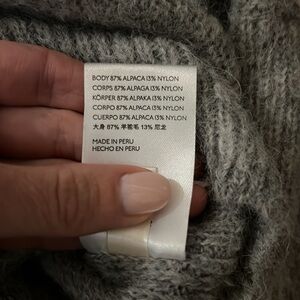 BODY 87% ALPACA 13% NYLON
CORPS 87% ALPAGA 13% NYLON
KÖRPER 87% ALPAKA 13% NYLON
CORPO 87% ALPACA 13% NYLON
CUERPO 87% ALPACA 13% NYLON
大身 87% 羊驼毛 13% 尼龙
MADE IN PERU
HECHO EN PERU